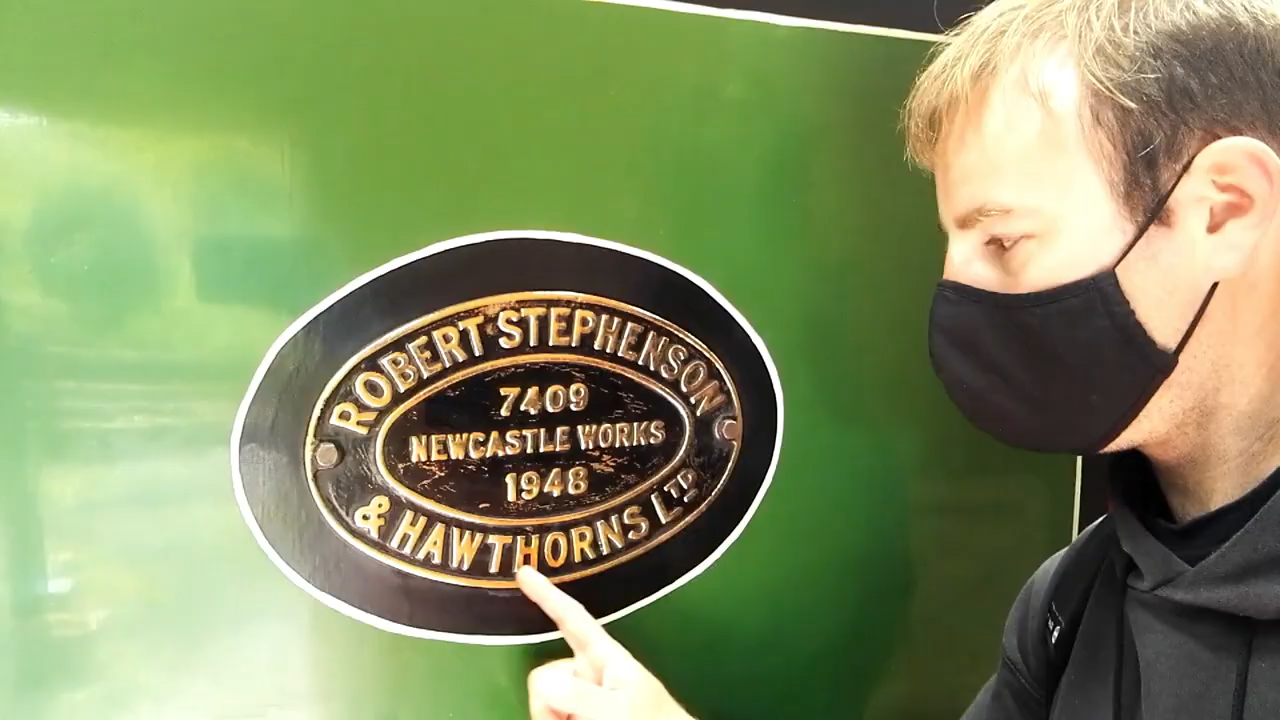 ROBERT STEPHENSON
7409
NEWCASTLE WORKS
1948
& HAWTHORNS LTD